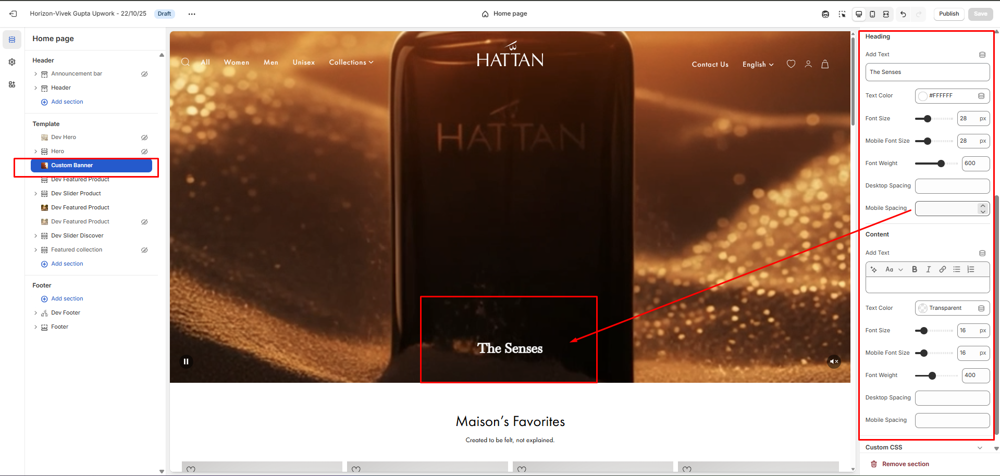 Horizon-Vivek Gupta Upwork - 22/10/25
Draft
Home page
Publish
Save
Home page
Header
Announcement bar
Header
Add section
Template
Dev Hero
Hero
Custom Banner
Dev Featured Product
Dev Slider Product
Dev Featured Product
Dev Featured Product
Dev Slider Discover
Featured collection
Add section
Footer
Add section
Dev Footer
Footer
All
Women
Men
Unisex
Collections
HATTAN
Contact Us
English
HATTAN
The Senses
Maison’s Favorites
Created to be felt, not explained.
Heading
Add Text
The Senses
Text Color
#FFFFFF
Font Size
28 px
Mobile Font Size
28 px
Font Weight
600
Desktop Spacing
Mobile Spacing
Content
Add Text
Aa
B
I
Text Color
Transparent
Font Size
16 px
Mobile Font Size
16 px
Font Weight
400
Desktop Spacing
Mobile Spacing
Custom CSS
Remove section